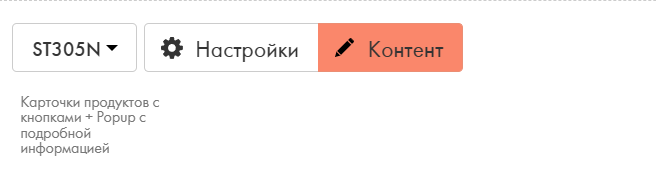 ST305N
Настройки
Контент
Карточки продуктов с
кнопками + Popup с
подробной
информацией